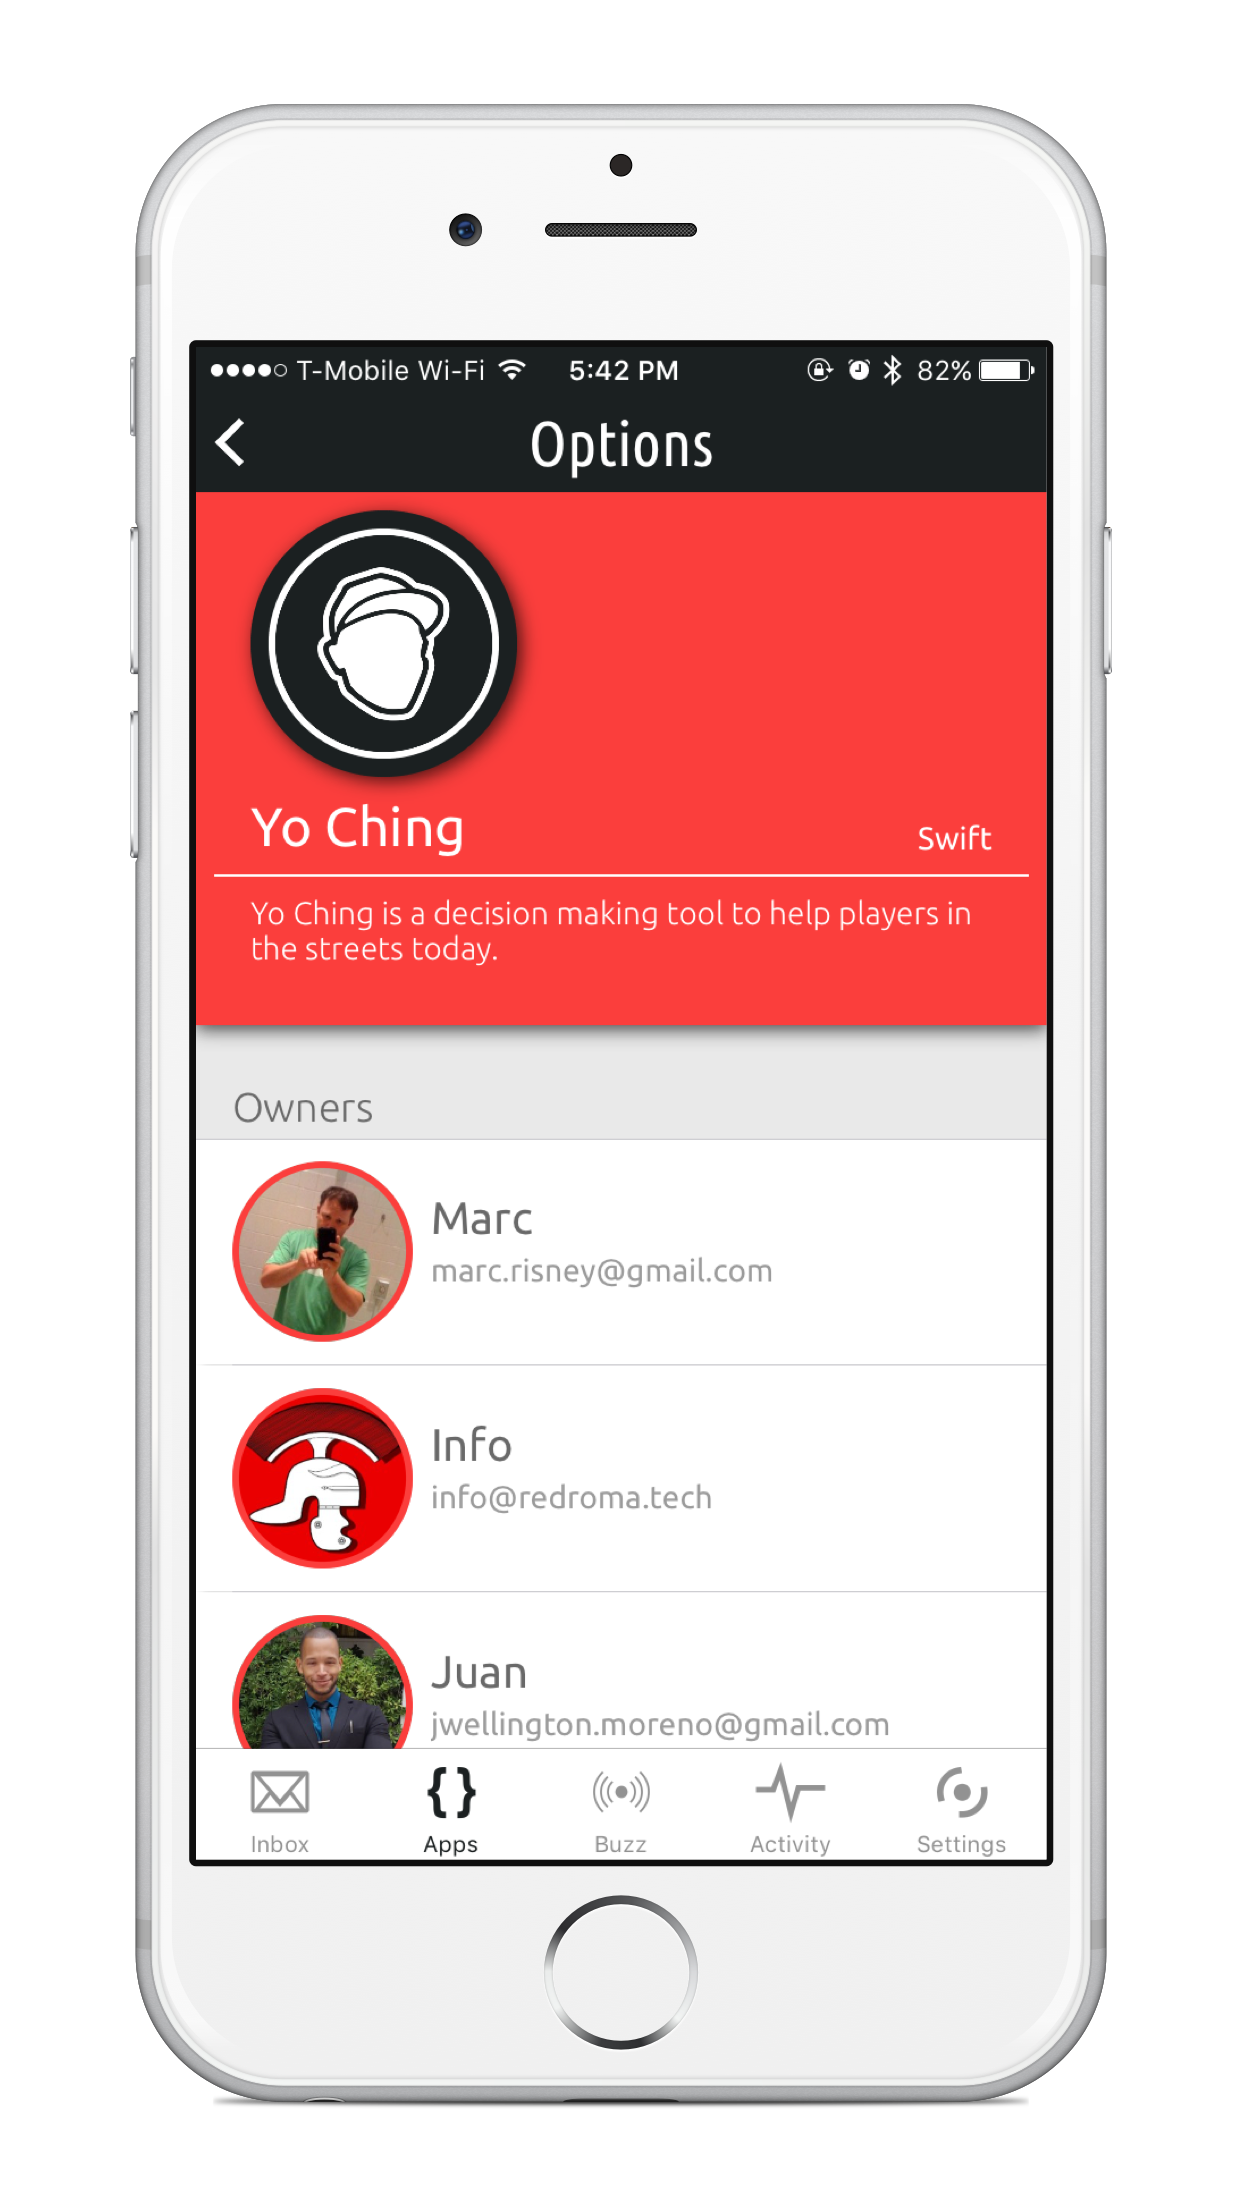 T-Mobile Wi-Fi 5:42 PM 82%
Options
Yo Ching
Swift
Yo Ching is a decision making tool to help players in
the streets today.
Owners
Marc
marc.risney@gmail.com
Info
info@redroma.tech
Juan
jwellington.moreno@gmail.com
Inbox Apps Buzz Activity Settings